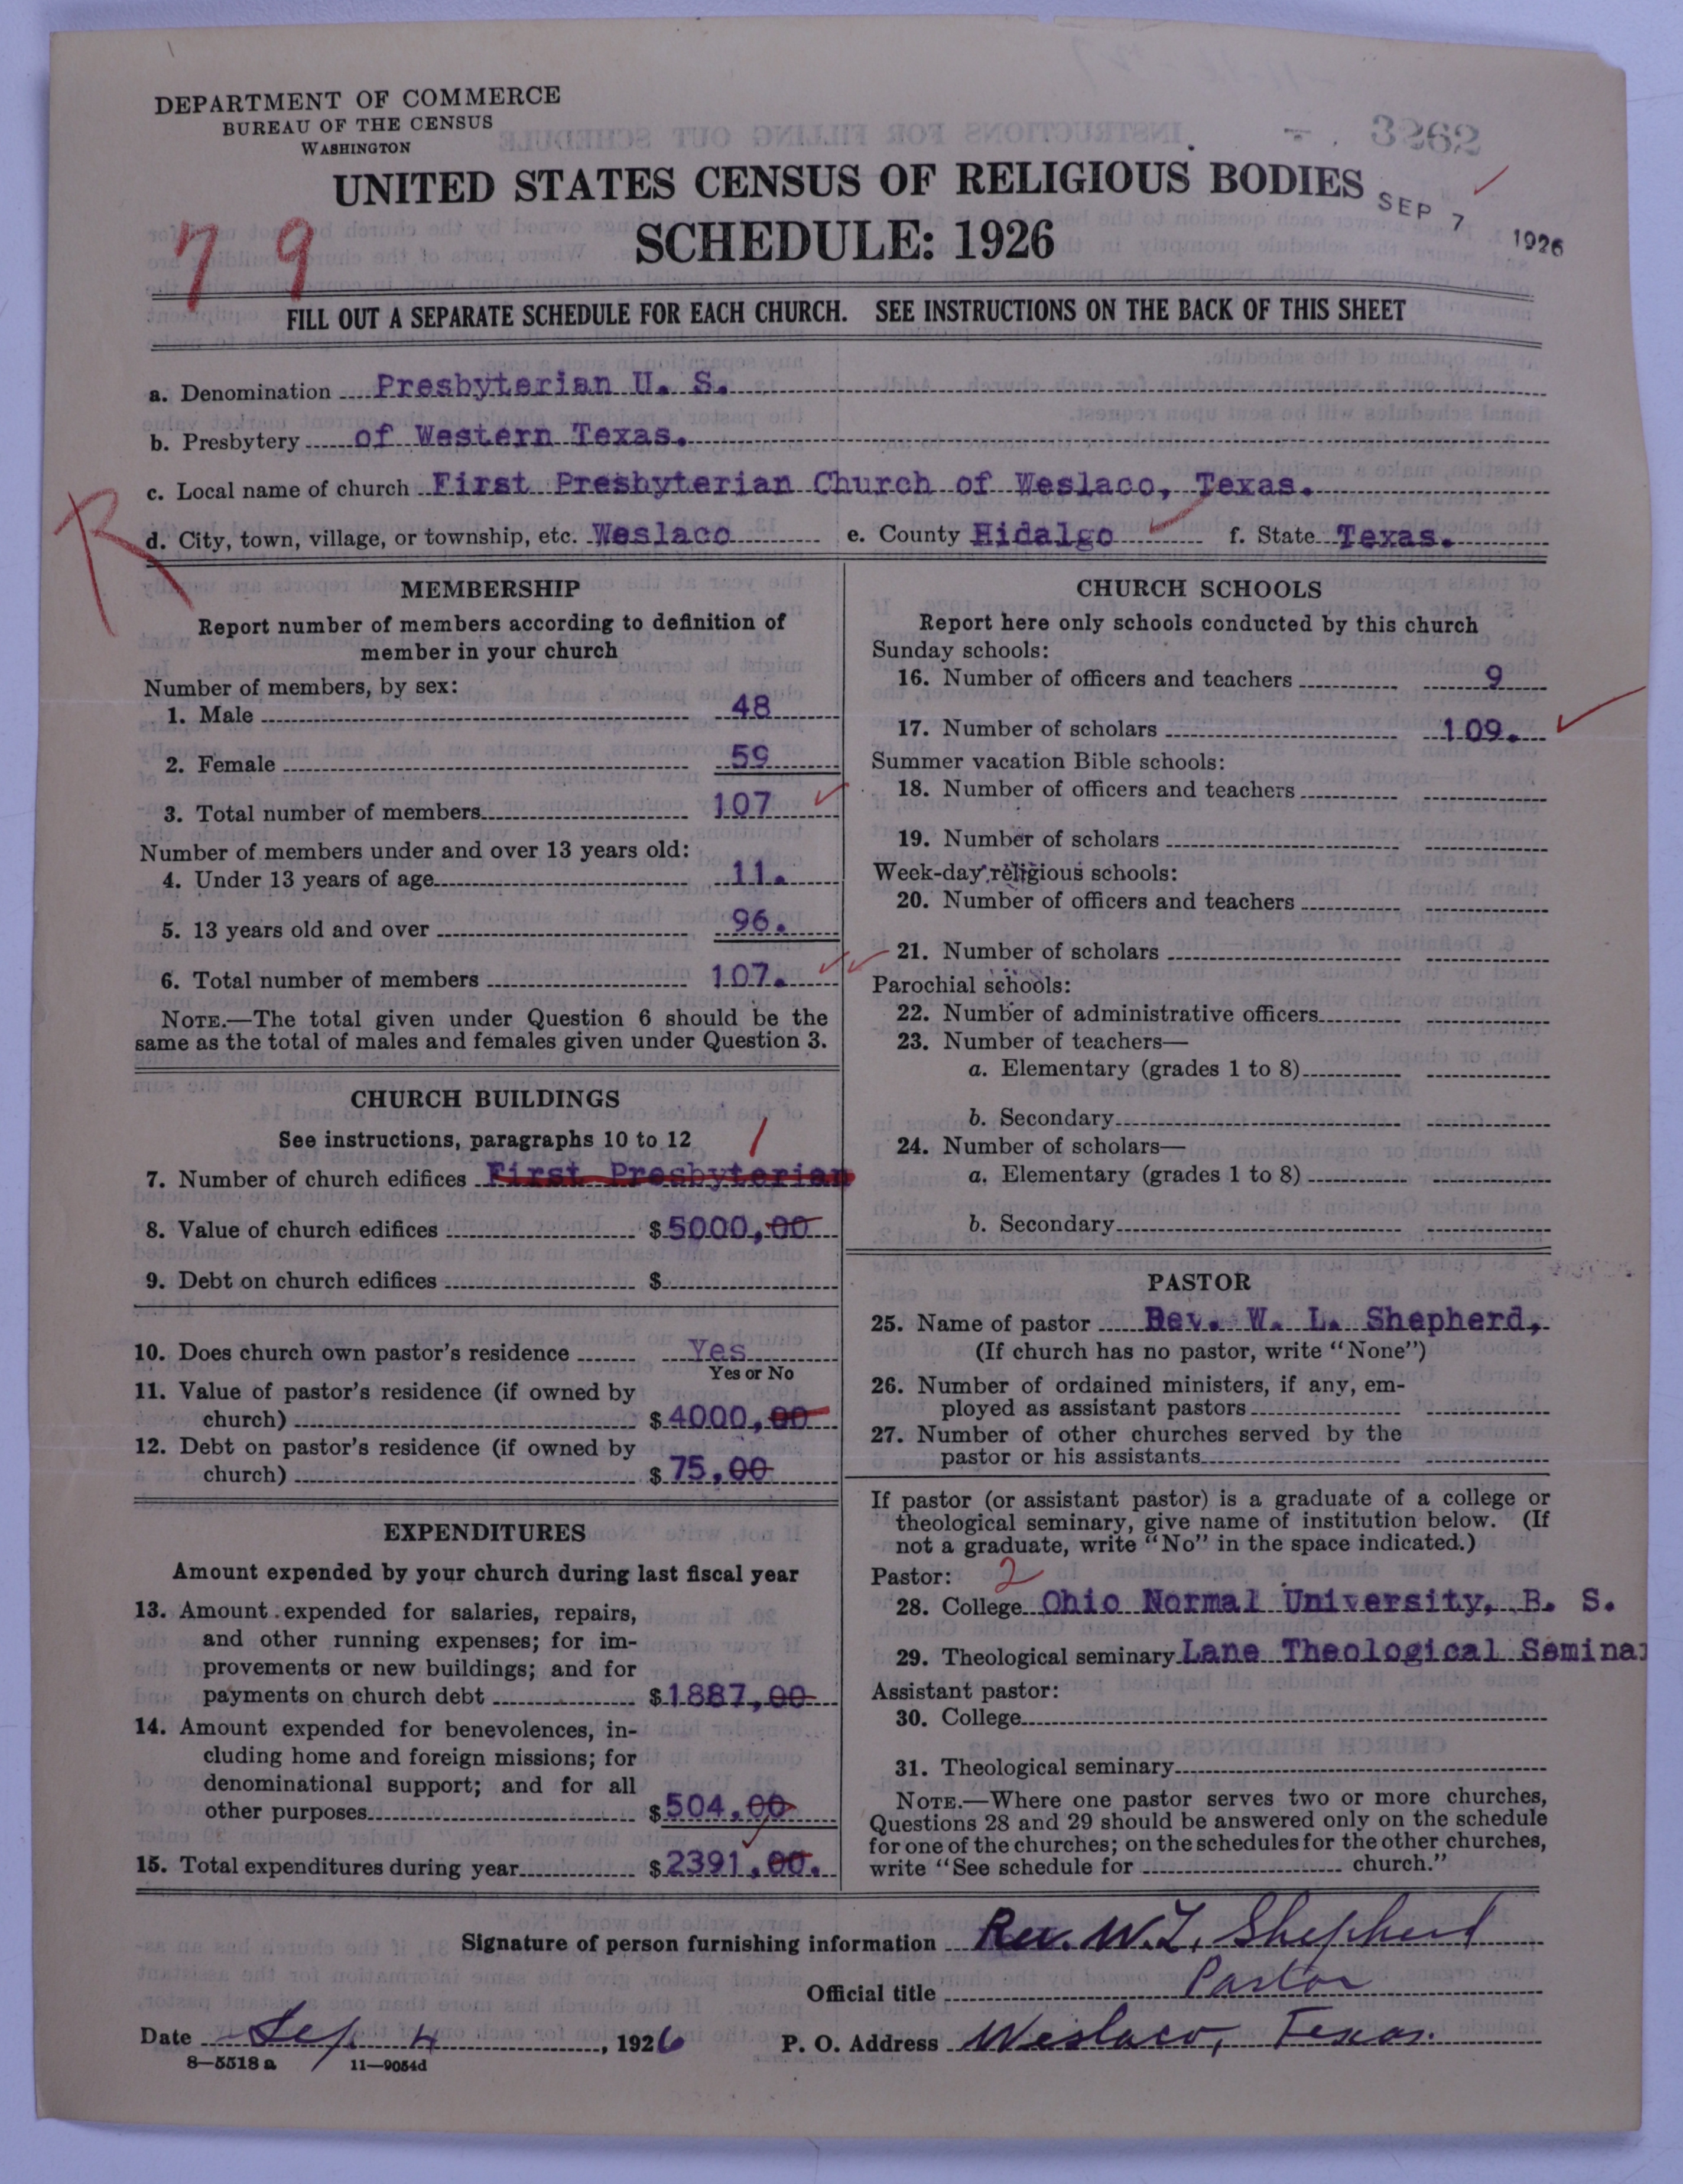 DEPARTMENT OF COMMERCE
BUREAU OF THE CENSUS
WASHINGTON
3262
UNITED STATES CENSUS OF RELIGIOUS BODIES
SCHEDULE: 1926
SEP 7 1926
79
FILL OUT A SEPARATE SCHEDULE FOR EACH CHURCH. SEE INSTRUCTIONS ON THE BACK OF THIS SHEET
a. Denomination Presbyterian U. S.
b. Presbytery of Western Texas.
c. Local name of church First Presbyterian Church of Weslaco, Texas.
R
d. City, town, village, or township, etc. Weslaco e. County Hidalgo f. State Texas.
MEMBERSHIP
Report number of members according to definition of
member in your church
Number of members, by sex:
1. Male 48
2. Female 59
3. Total number of members 107
Number of members under and over 13 years old:
4. Under 13 years of age 11.
5. 13 years old and over 96.
6. Total number of members 107.
NOTE.—The total given under Question 6 should be the
same as the total of males and females given under Question 3.
CHURCH BUILDINGS
See instructions, paragraphs 10 to 12
1
7. Number of church edifices First Presbyterian
8. Value of church edifices $5000,00
9. Debt on church edifices $
10. Does church own pastor's residence Yes
Yes or No
11. Value of pastor's residence (if owned by
church) $4000,00
12. Debt on pastor's residence (if owned by
church) $75,00
EXPENDITURES
Amount expended by your church during last fiscal year
13. Amount expended for salaries, repairs,
and other running expenses; for im-
provements or new buildings; and for
payments on church debt $1887,00
14. Amount expended for benevolences, in-
cluding home and foreign missions; for
denominational support; and for all
other purposes $504.00
15. Total expenditures during year $2391,00.
CHURCH SCHOOLS
Report here only schools conducted by this church
Sunday schools:
16. Number of officers and teachers 9
17. Number of scholars 109.
Summer vacation Bible schools:
18. Number of officers and teachers
19. Number of scholars
Week-day religious schools:
20. Number of officers and teachers
21. Number of scholars
Parochial schools:
22. Number of administrative officers
23. Number of teachers—
a. Elementary (grades 1 to 8)
b. Secondary
24. Number of scholars—
a. Elementary (grades 1 to 8)
b. Secondary
PASTOR
25. Name of pastor Rev. W. L. Shepherd,
(If church has no pastor, write "None")
26. Number of ordained ministers, if any, em-
ployed as assistant pastors
27. Number of other churches served by the
pastor or his assistants
If pastor (or assistant pastor) is a graduate of a college or
theological seminary, give name of institution below. (If
not a graduate, write "No" in the space indicated.)
Pastor: 2
28. College Ohio Normal University, B. S.
29. Theological seminary Lane Theological Seminar
Assistant pastor:
30. College
31. Theological seminary
NOTE.—Where one pastor serves two or more churches,
Questions 28 and 29 should be answered only on the schedule
for one of the churches; on the schedules for the other churches,
write "See schedule for church."
Signature of person furnishing information Rev. W. L. Shepherd
Official title Pastor
Date Sep. 4, 1926 P. O. Address Weslaco, Texas.
8—5518 a 11—9054d